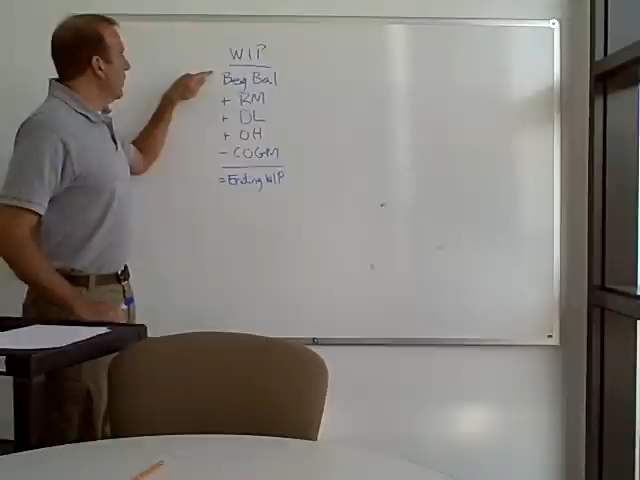 WIP
Beg Bal
+ RM
+ DL
+ OH
- COGM
= Ending WIP